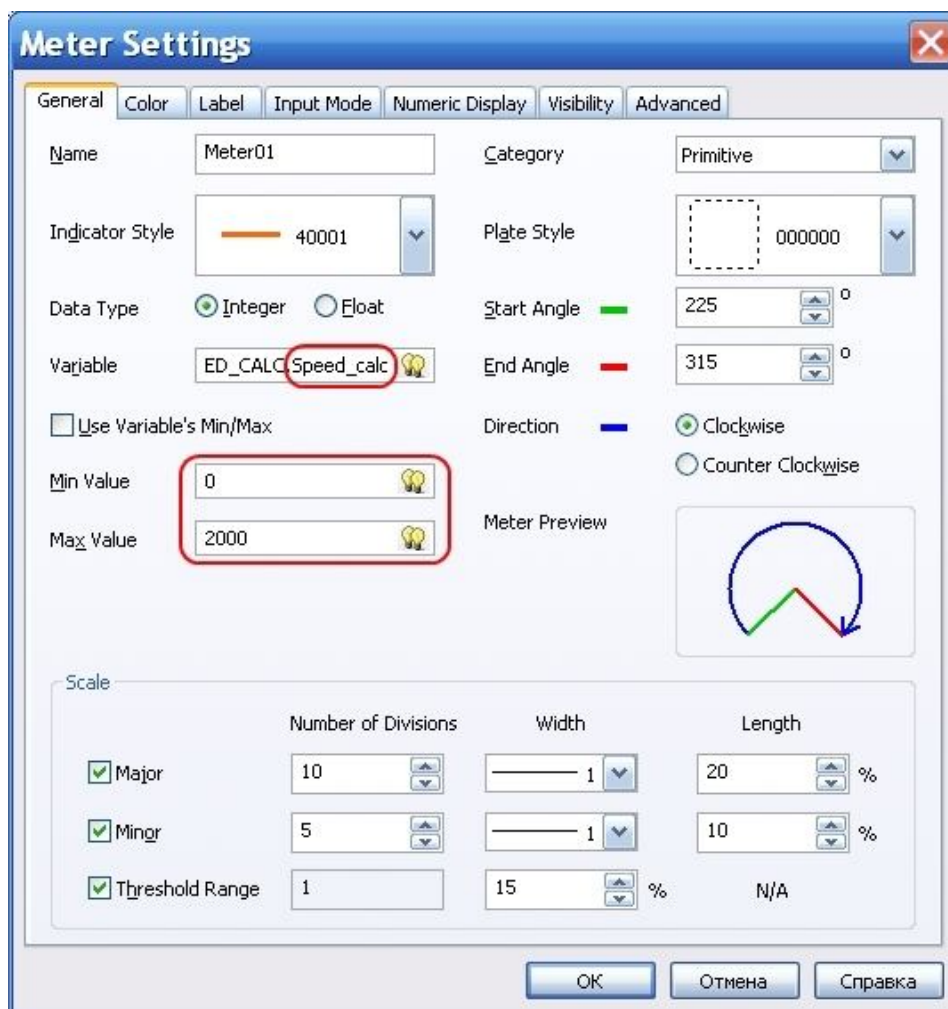 Meter Settings
General Color Label Input Mode Numeric Display Visibility Advanced
Name Meter01 Category Primitive
Indicator Style 40001 Plate Style 000000
Data Type Integer Float Start Angle 225 °
Variable ED_CALC.Speed_calc End Angle 315 °
Use Variable's Min/Max Direction Clockwise
Counter Clockwise
Min Value 0
Max Value 2000 Meter Preview
Scale
Number of Divisions Width Length
Major 10 1 20 %
Minor 5 1 10 %
Threshold Range 1 15 % N/A
OK Отмена Справка